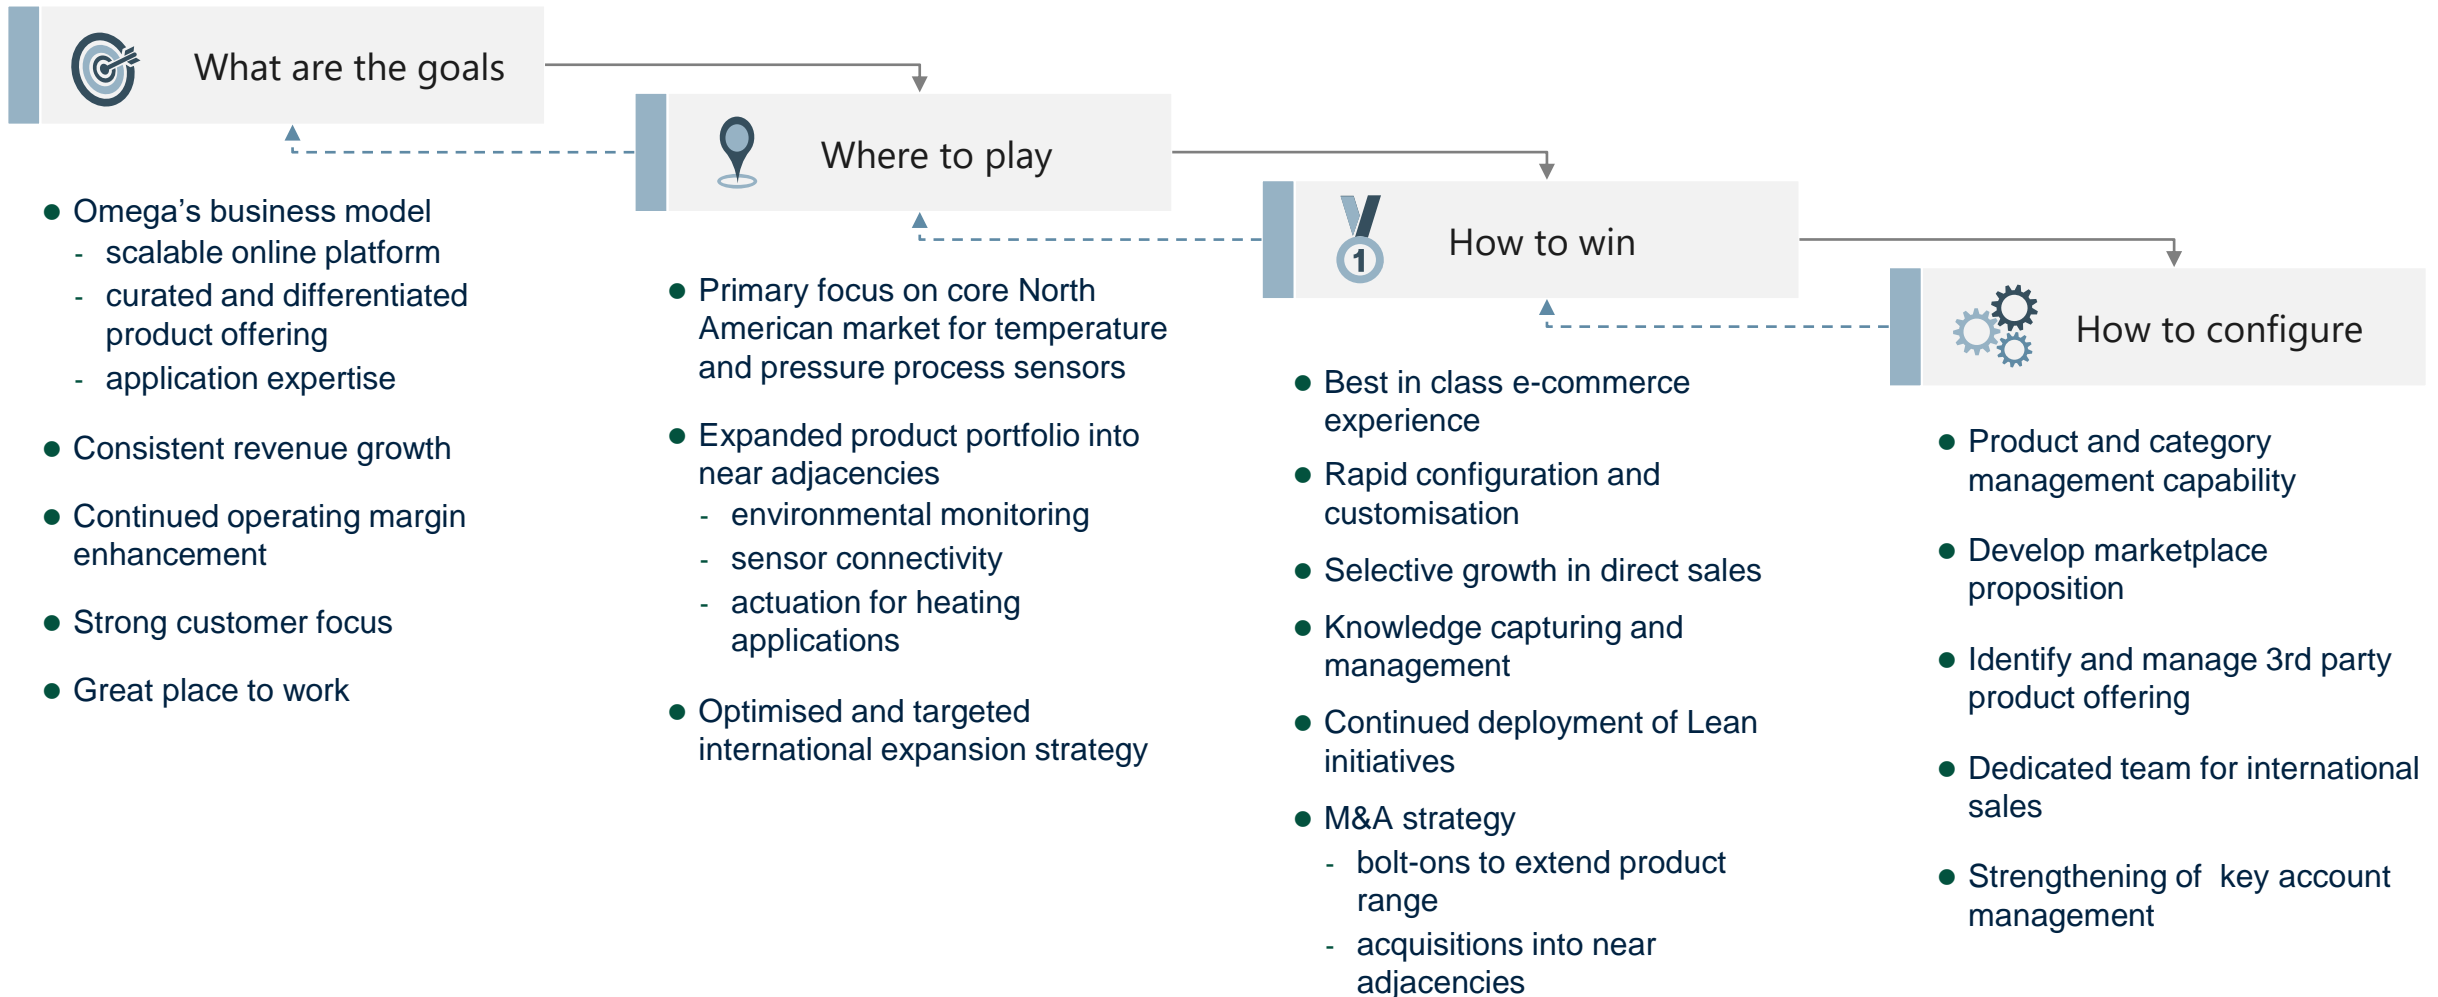 What are the goals
● Omega’s business model
- scalable online platform
- curated and differentiated
product offering
- application expertise
● Consistent revenue growth
● Continued operating margin
enhancement
● Strong customer focus
● Great place to work
Where to play
● Primary focus on core North
American market for temperature
and pressure process sensors
● Expanded product portfolio into
near adjacencies
- environmental monitoring
- sensor connectivity
- actuation for heating
applications
● Optimised and targeted
international expansion strategy
1
How to win
● Best in class e-commerce
experience
● Rapid configuration and
customisation
● Selective growth in direct sales
● Knowledge capturing and
management
● Continued deployment of Lean
initiatives
● M&A strategy
- bolt-ons to extend product
range
- acquisitions into near
adjacencies
How to configure
● Product and category
management capability
● Develop marketplace
proposition
● Identify and manage 3rd party
product offering
● Dedicated team for international
sales
● Strengthening of  key account
management